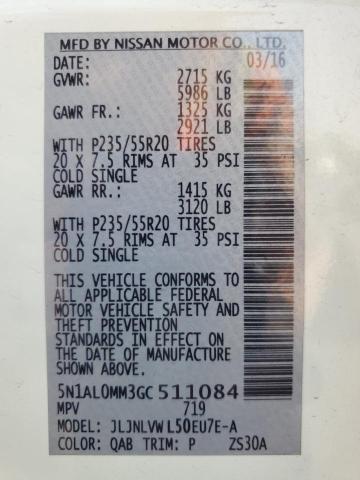 MFD BY NISSAN MOTOR CO., LTD.
DATE: 03/16
GVWR: 2715 KG
5986 LB
GAWR FR.: 1325 KG
2921 LB
WITH P235/55R20 TIRES
20 X 7.5 RIMS AT 35 PSI
COLD SINGLE
GAWR RR.: 1415 KG
3120 LB
WITH P235/55R20 TIRES
20 X 7.5 RIMS AT 35 PSI
COLD SINGLE
THIS VEHICLE CONFORMS TO
ALL APPLICABLE FEDERAL
MOTOR VEHICLE SAFETY AND
THEFT PREVENTION
STANDARDS IN EFFECT ON
THE DATE OF MANUFACTURE
SHOWN ABOVE.
5N1AL0MM3GC511084
MPV 719
MODEL: JLJNLVWL50EU7E-A
COLOR: QAB TRIM: P ZS30A